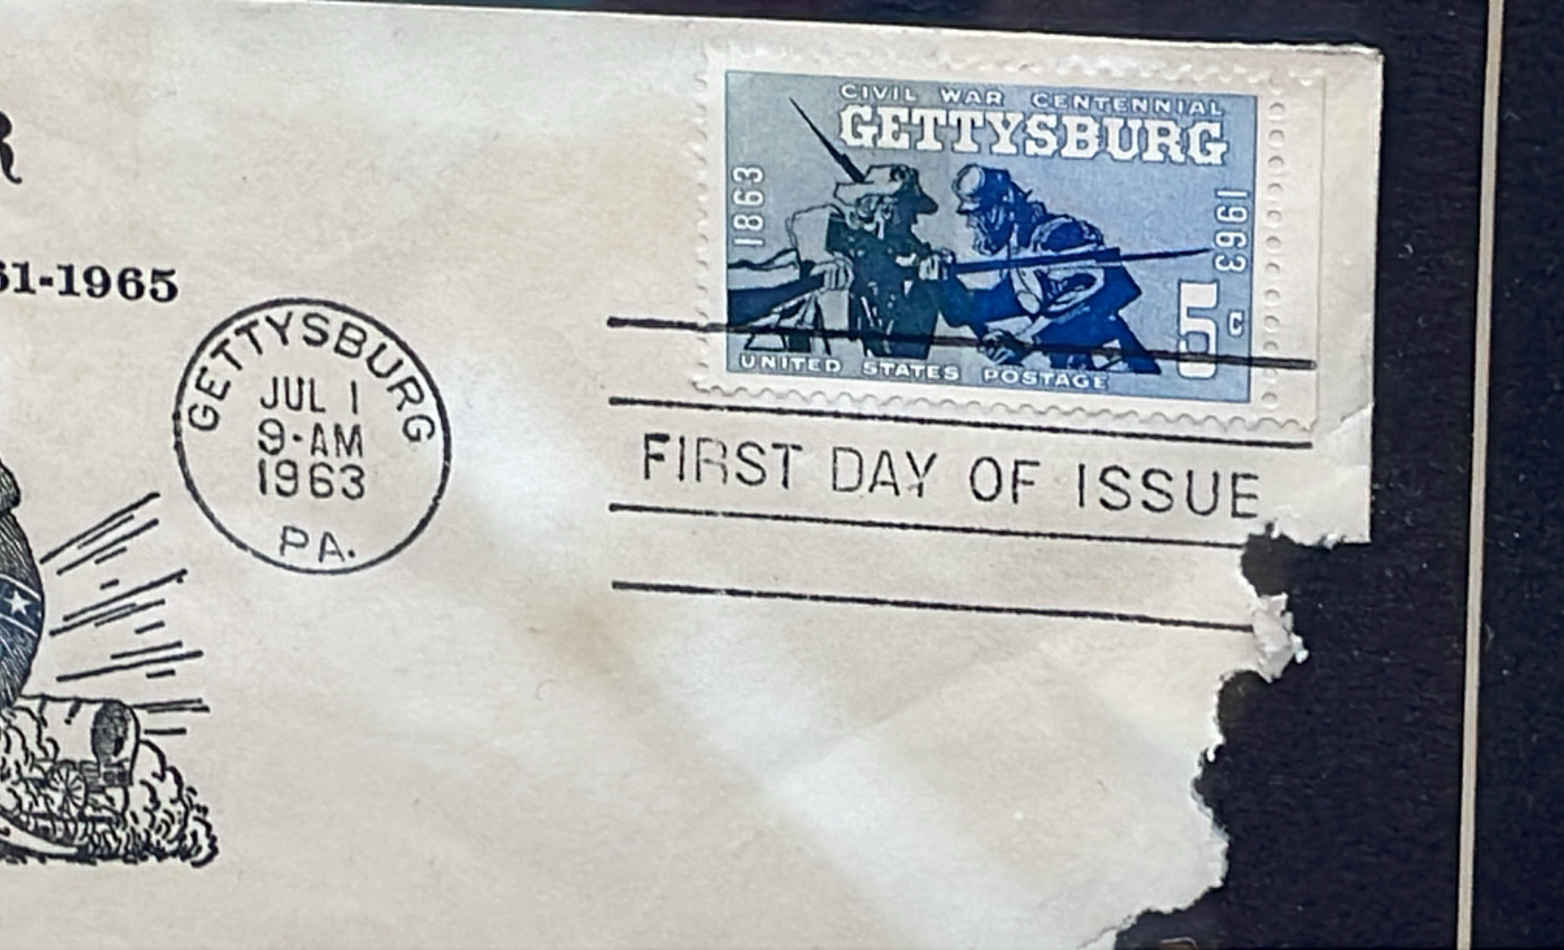 CIVIL WAR CENTENNIAL
GETTYSBURG
1863
1963
5c
UNITED STATES POSTAGE
61-1965
GETTYSBURG
JUL 1
9-AM
1963
PA.
FIRST DAY OF ISSUE